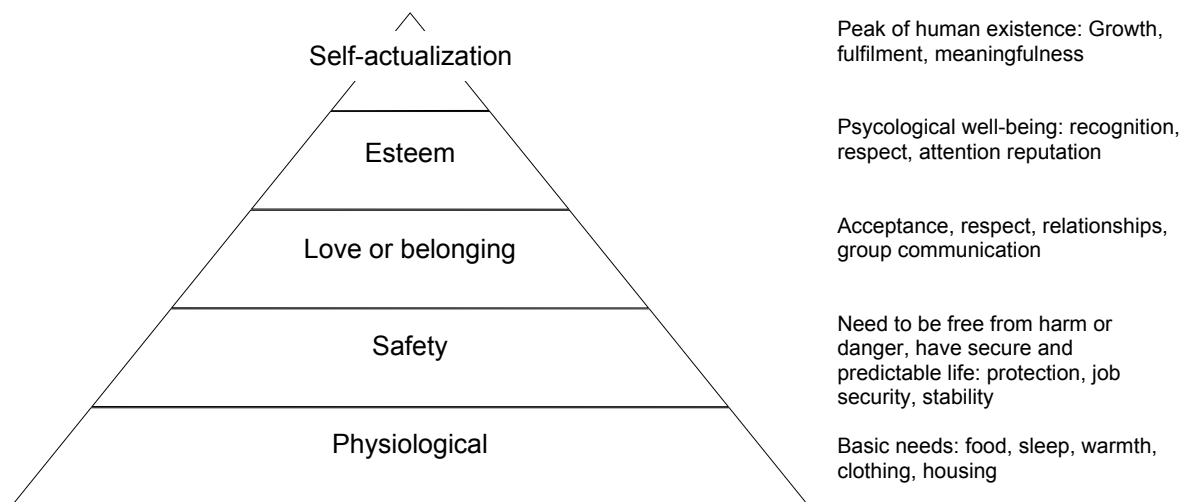 Self-actualization
Peak of human existence: Growth,
fulfilment, meaningfulness
Esteem
Psycological well-being: recognition,
respect, attention reputation
Love or belonging
Acceptance, respect, relationships,
group communication
Safety
Need to be free from harm or
danger, have secure and
predictable life: protection, job
security, stability
Physiological
Basic needs: food, sleep, warmth,
clothing, housing